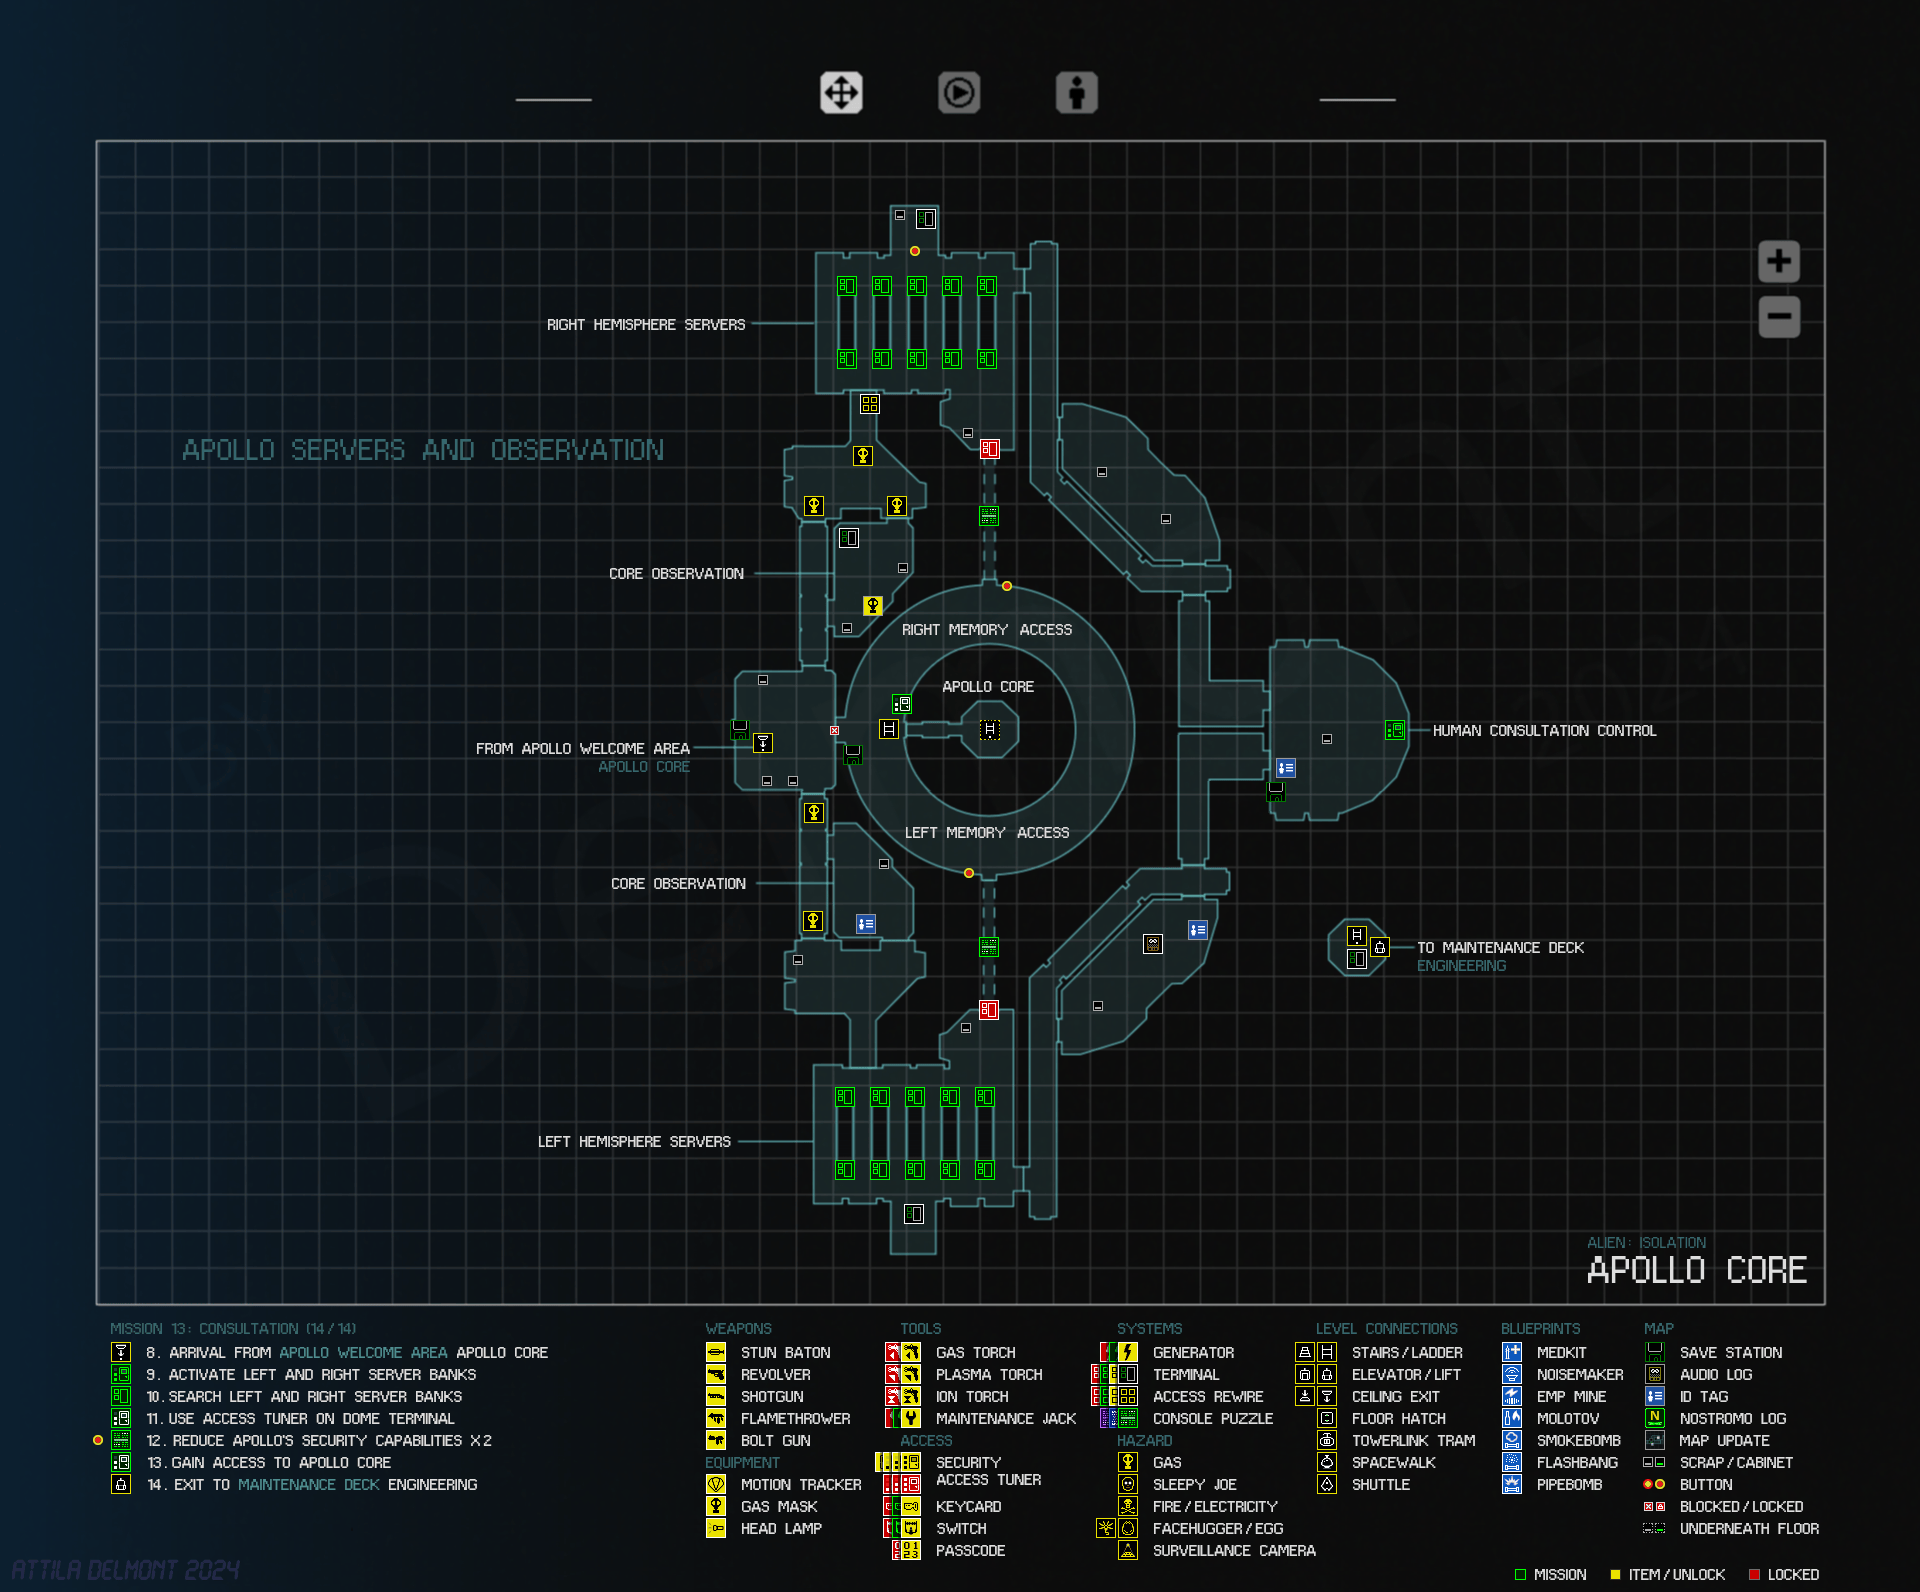 RIGHT HEMISPHERE SERVERS
APOLLO SERVERS AND OBSERVATION
CORE OBSERVATION
RIGHT MEMORY ACCESS
APOLLO CORE
HUMAN CONSULTATION CONTROL
FROM APOLLO WELCOME AREA
APOLLO CORE
LEFT MEMORY ACCESS
CORE OBSERVATION
TO MAINTENANCE DECK
ENGINEERING
LEFT HEMISPHERE SERVERS
ALIEN: ISOLATION
APOLLO CORE
MISSION 13: CONSULTATION (14/14)
8. ARRIVAL FROM APOLLO WELCOME AREA APOLLO CORE
9. ACTIVATE LEFT AND RIGHT SERVER BANKS
10. SEARCH LEFT AND RIGHT SERVER BANKS
11. USE ACCESS TUNER ON DOME TERMINAL
12. REDUCE APOLLO'S SECURITY CAPABILITIES X2
13. GAIN ACCESS TO APOLLO CORE
14. EXIT TO MAINTENANCE DECK ENGINEERING
WEAPONS
STUN BATON
REVOLVER
SHOTGUN
FLAMETHROWER
BOLT GUN
EQUIPMENT
MOTION TRACKER
GAS MASK
HEAD LAMP
TOOLS
GAS TORCH
PLASMA TORCH
ION TORCH
MAINTENANCE JACK
ACCESS
SECURITY
ACCESS TUNER
KEYCARD
SWITCH
PASSCODE
SYSTEMS
GENERATOR
TERMINAL
ACCESS REWIRE
CONSOLE PUZZLE
HAZARD
GAS
SLEEPY JOE
FIRE/ELECTRICITY
FACEHUGGER/EGG
SURVEILLANCE CAMERA
LEVEL CONNECTIONS
STAIRS/LADDER
ELEVATOR/LIFT
CEILING EXIT
FLOOR HATCH
TOWERLINK TRAM
SPACEWALK
SHUTTLE
BLUEPRINTS
MEDKIT
NOISEMAKER
EMP MINE
MOLOTOV
SMOKEBOMB
FLASHBANG
PIPEBOMB
MAP
SAVE STATION
AUDIO LOG
ID TAG
NOSTROMO LOG
MAP UPDATE
SCRAP/CABINET
BUTTON
BLOCKED/LOCKED
UNDERNEATH FLOOR
MISSION
ITEM/UNLOCK
LOCKED
ATTILA DELMONT 2024